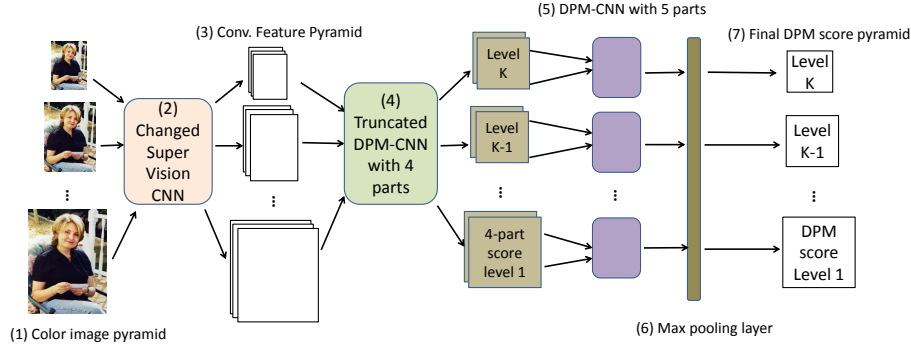 (5) DPM-CNN with 5 parts
(3) Conv. Feature Pyramid
(7) Final DPM score pyramid
(2)
Changed
Super
Vision
CNN
(4)
Truncated
DPM-CNN
with 4
parts
Level
K
Level
K
Level
K-1
Level
K-1
...
...
...
...
...
4-part
score
level 1
DPM
score
Level 1
(1) Color image pyramid
(6) Max pooling layer